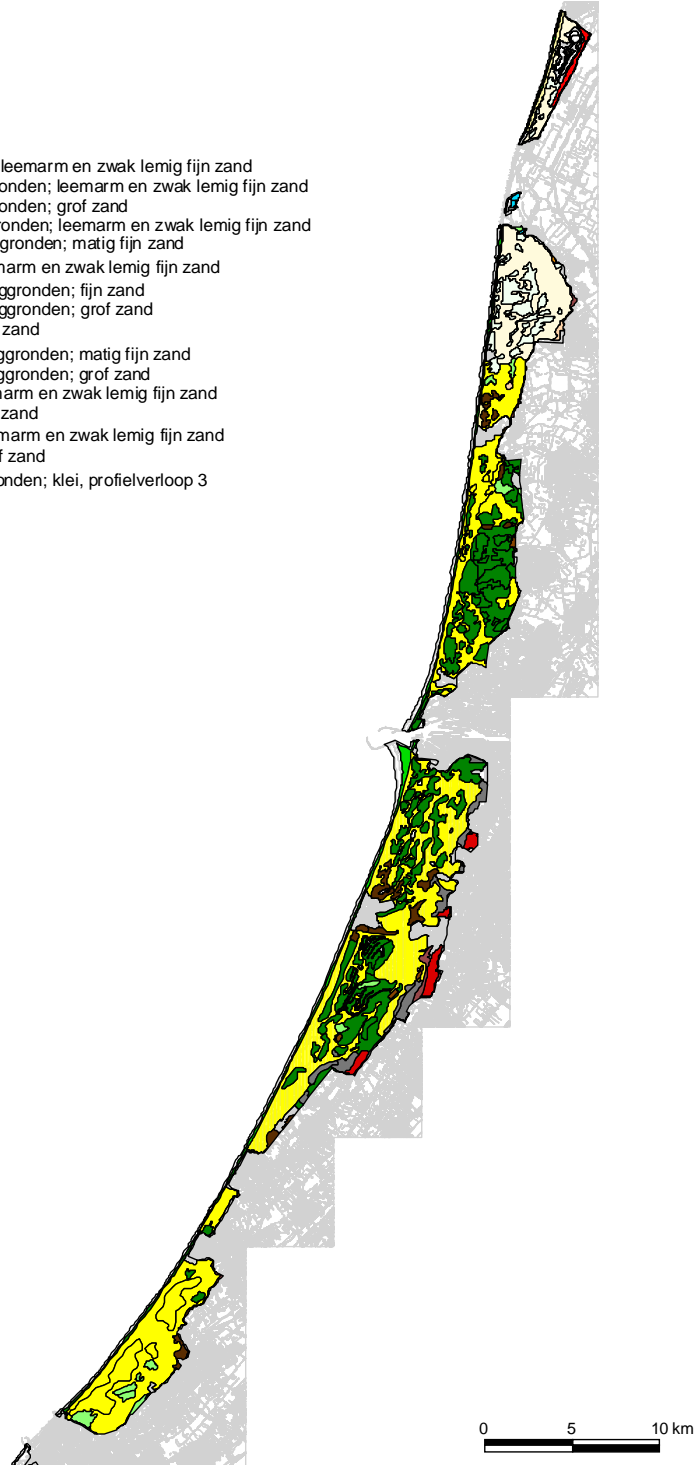 leemarm en zwak lemig fijn zand
onden; leemarm en zwak lemig fijn zand
onden; grof zand
ronden; leemarm en zwak lemig fijn zand
gronden; matig fijn zand
marm en zwak lemig fijn zand
ggronden; fijn zand
ggronden; grof zand
zand
ggronden; matig fijn zand
ggronden; grof zand
marm en zwak lemig fijn zand
zand
marm en zwak lemig fijn zand
f zand
onden; klei, profielverloop 3
0 5 10 km